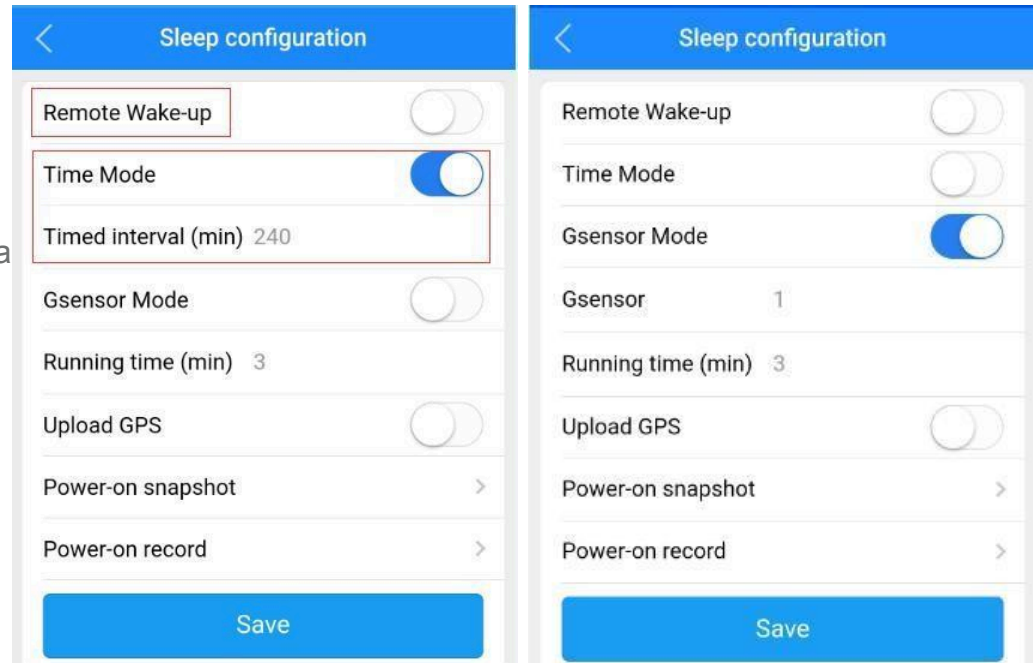 Sleep configuration
Remote Wake-up
Time Mode
Timed interval (min) 240
Gsensor Mode
Running time (min) 3
Upload GPS
Power-on snapshot
Power-on record
Save
a
Sleep configuration
Remote Wake-up
Time Mode
Gsensor Mode
Gsensor 1
Running time (min) 3
Upload GPS
Power-on snapshot
Power-on record
Save